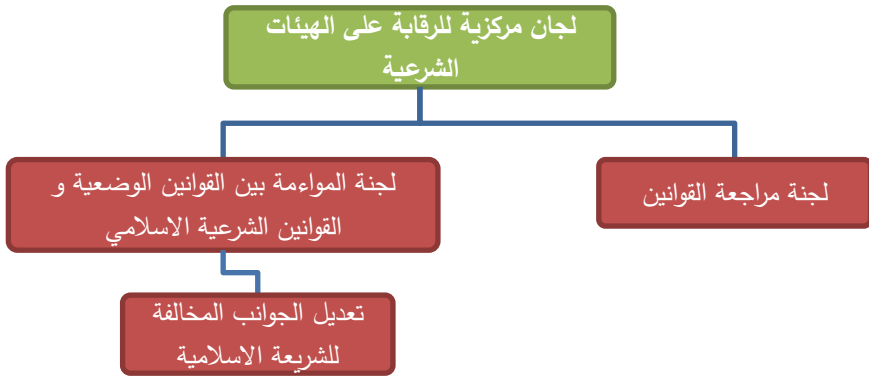 لجان مركزية للرقابة على الهيئات
الشرعية
لجنة مراجعة القوانين
لجنة المواءمة بين القوانين الوضعية و
القوانين الشرعية الاسلامي
تعديل الجوانب المخالفة
للشريعة الاسلامية